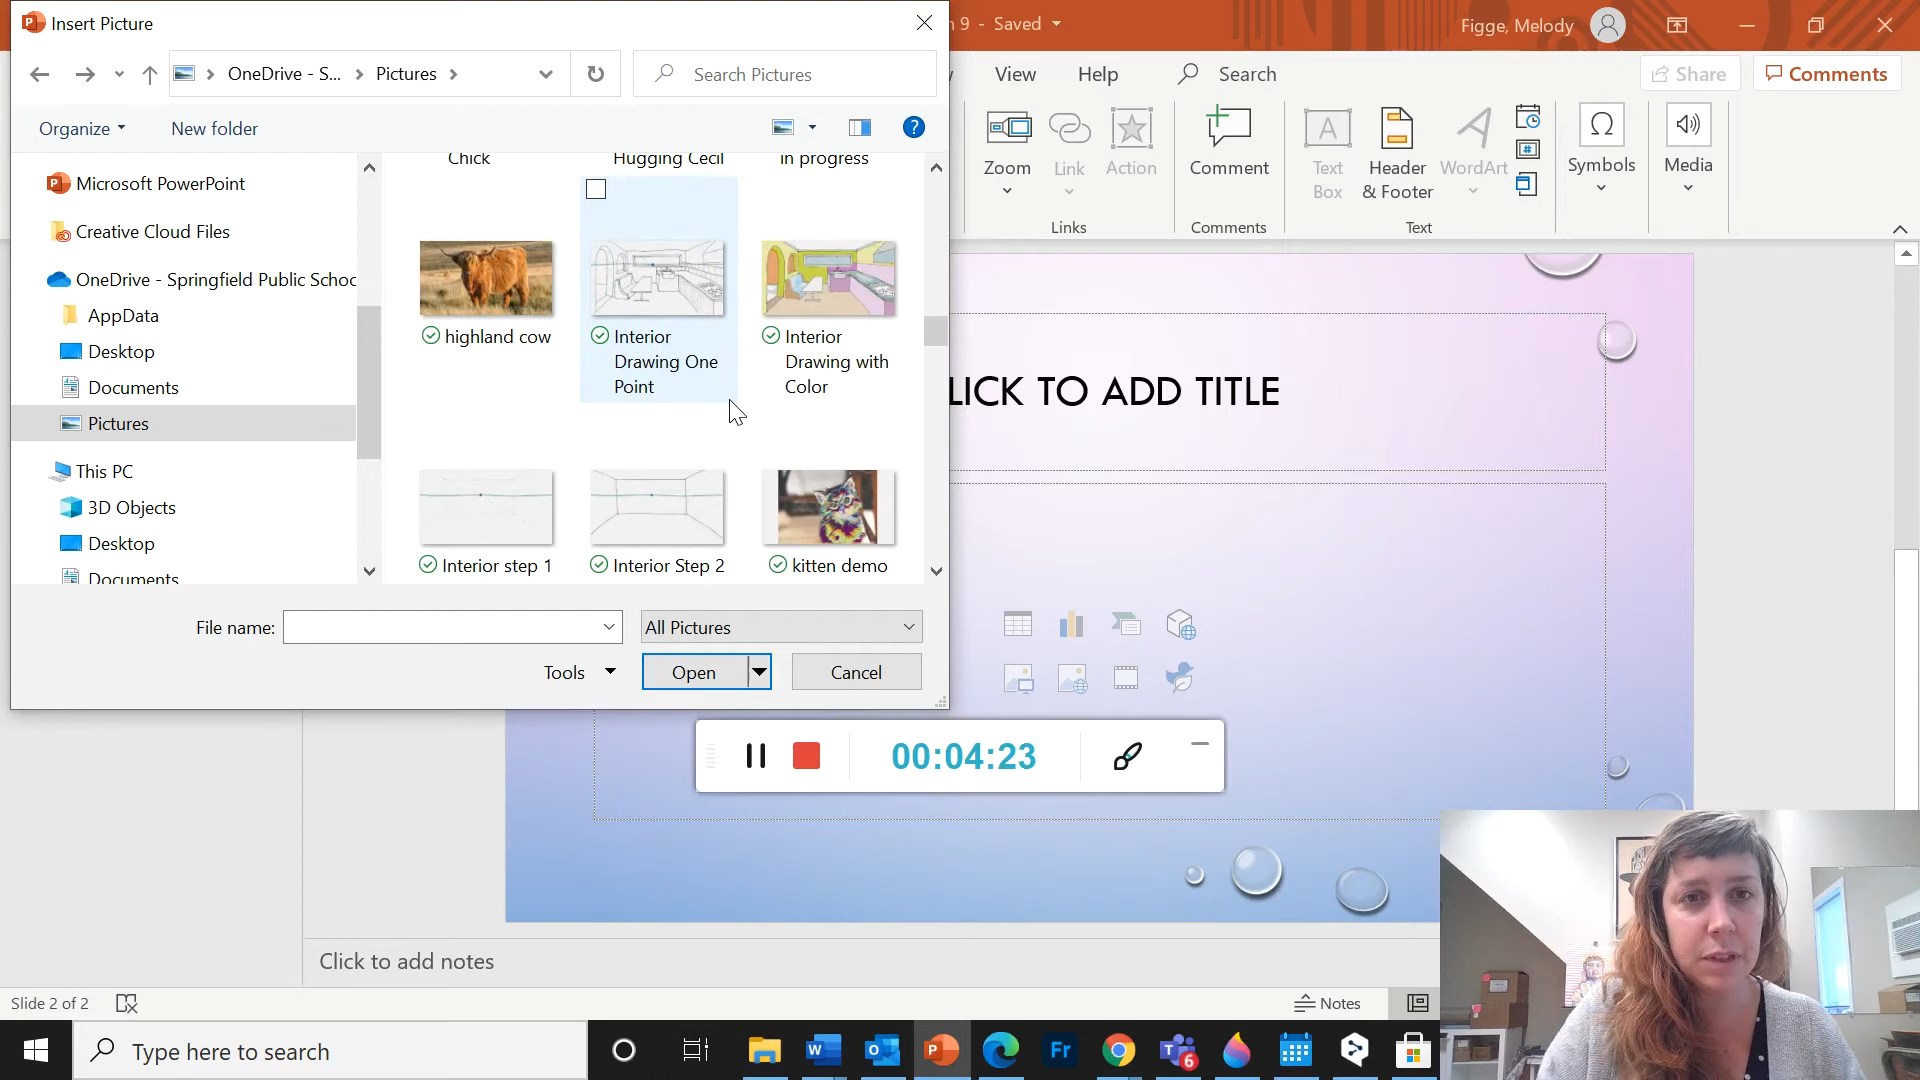 Insert Picture
n 9 - Saved
Figge, Melody
OneDrive - S...
Pictures
Search Pictures
View
Help
Search
Share
Comments
Organize
New folder
Chick
Hugging Cecil
in progress
Microsoft PowerPoint
Creative Cloud Files
OneDrive - Springfield Public Schoo
AppData
Desktop
Documents
Pictures
This PC
3D Objects
Desktop
Documents
highland cow
Interior
Drawing One
Point
Interior
Drawing with
Color
Interior step 1
Interior Step 2
kitten demo
File name:
All Pictures
Tools
Open
Cancel
Zoom
Link
Action
Comment
A
Text
Box
Header
& Footer
WordArt
Symbols
Media
Links
Comments
Text
LICK TO ADD TITLE
00:04:23
Click to add notes
Slide 2 of 2
Notes
Type here to search
Fr
6